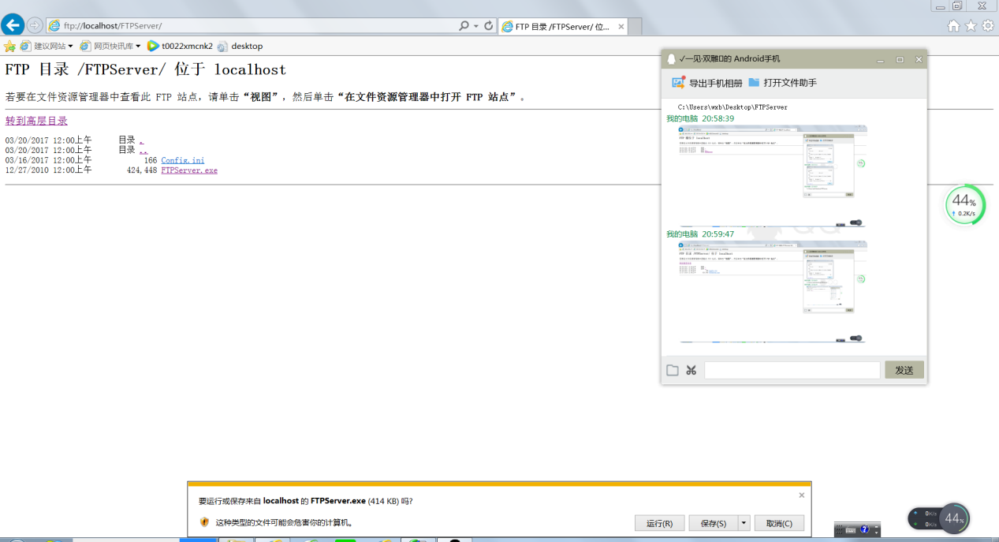 ftp://localhost/FTPServer/
FTP 目录 /FTPServer/ 位...
建议网站 网页快讯库 t0022xmcnk2 desktop
FTP 目录 /FTPServer/ 位于 localhost
若要在文件资源管理器中查看此 FTP 站点，请单击“视图”，然后单击“在文件资源管理器中打开 FTP 站点”。
转到高层目录
03/20/2017 12:00上午 目录 .
03/20/2017 12:00上午 目录 ..
03/16/2017 12:00上午 166 Config.ini
12/27/2010 12:00上午 424,448 FTPServer.exe
Android手机
导出手机相册 打开文件助手
C:\Users\wxb\Desktop\FTPServer
我的电脑 20:58:39
我的电脑 20:59:47
发送
44%
0.2K/s
要运行或保存来自 localhost 的 FTPServer.exe (414 KB) 吗?
这种类型的文件可能会危害你的计算机。
运行(R) 保存(S) 取消(C)
0K/s
0K/s
44%